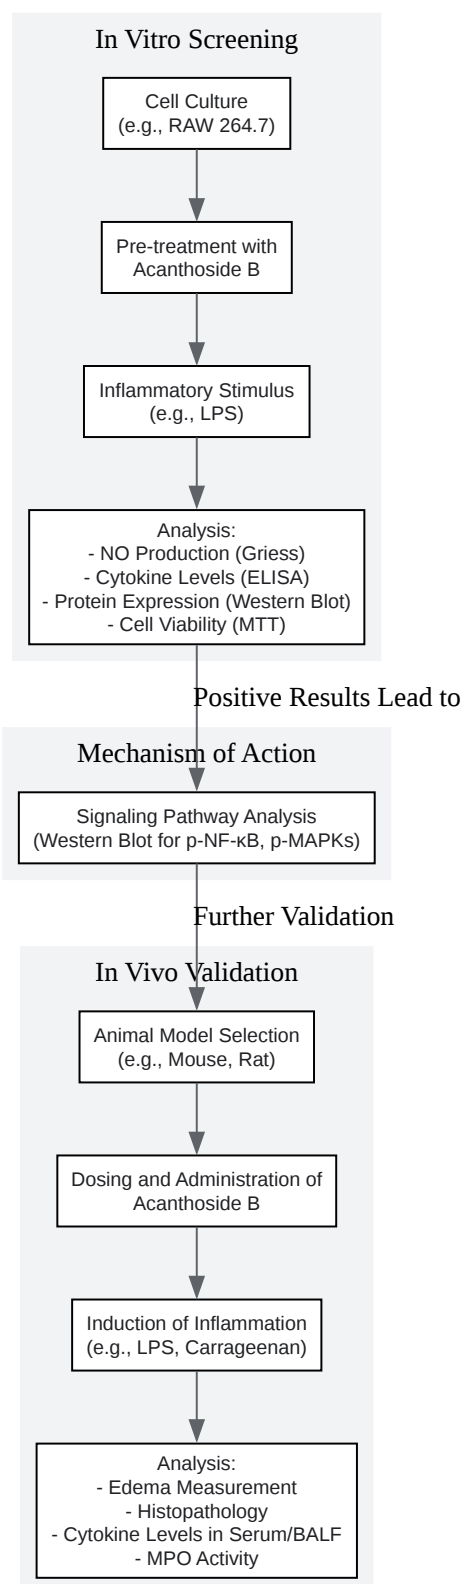 In Vitro Screening
Cell Culture
(e.g., RAW 264.7)
Pre-treatment with
Acanthoside B
Inflammatory Stimulus
(e.g., LPS)
Analysis:
- NO Production (Griess)
- Cytokine Levels (ELISA)
- Protein Expression (Western Blot)
- Cell Viability (MTT)
Positive Results Lead to
Mechanism of Action
Signaling Pathway Analysis
(Western Blot for p-NF-κB, p-MAPKs)
Further Validation
In Vivo Validation
Animal Model Selection
(e.g., Mouse, Rat)
Dosing and Administration of
Acanthoside B
Induction of Inflammation
(e.g., LPS, Carrageenan)
Analysis:
- Edema Measurement
- Histopathology
- Cytokine Levels in Serum/BALF
- MPO Activity